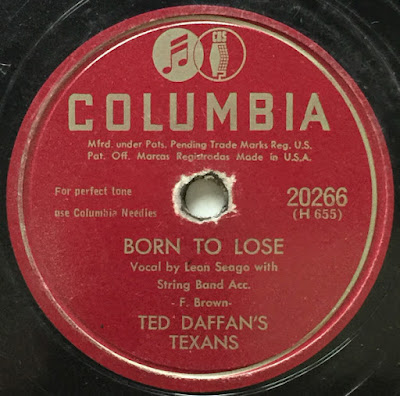 CBS
COLUMBIA
Mfrd. under Pats. Pending Trade Marks Reg. U.S.
Pat. Off. Marcas Registradas Made in U.S.A.
For perfect tone
use Columbia Needles
20266
(H 655)
BORN TO LOSE
Vocal by Leon Seago with
String Band Acc.
- F. Brown-
TED DAFFAN'S
TEXANS